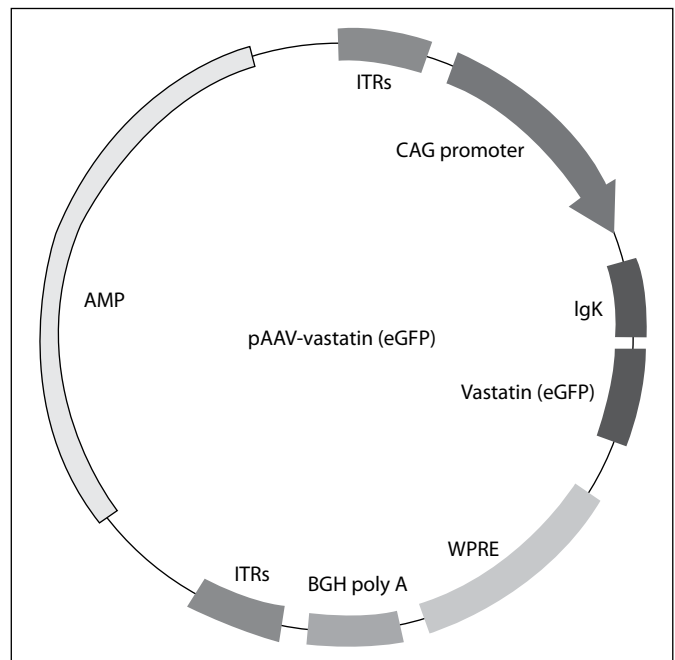 ITRs
CAG promoter
IgK
AMP
pAAV-vastatin (eGFP)
Vastatin (eGFP)
WPRE
ITRs
BGH poly A